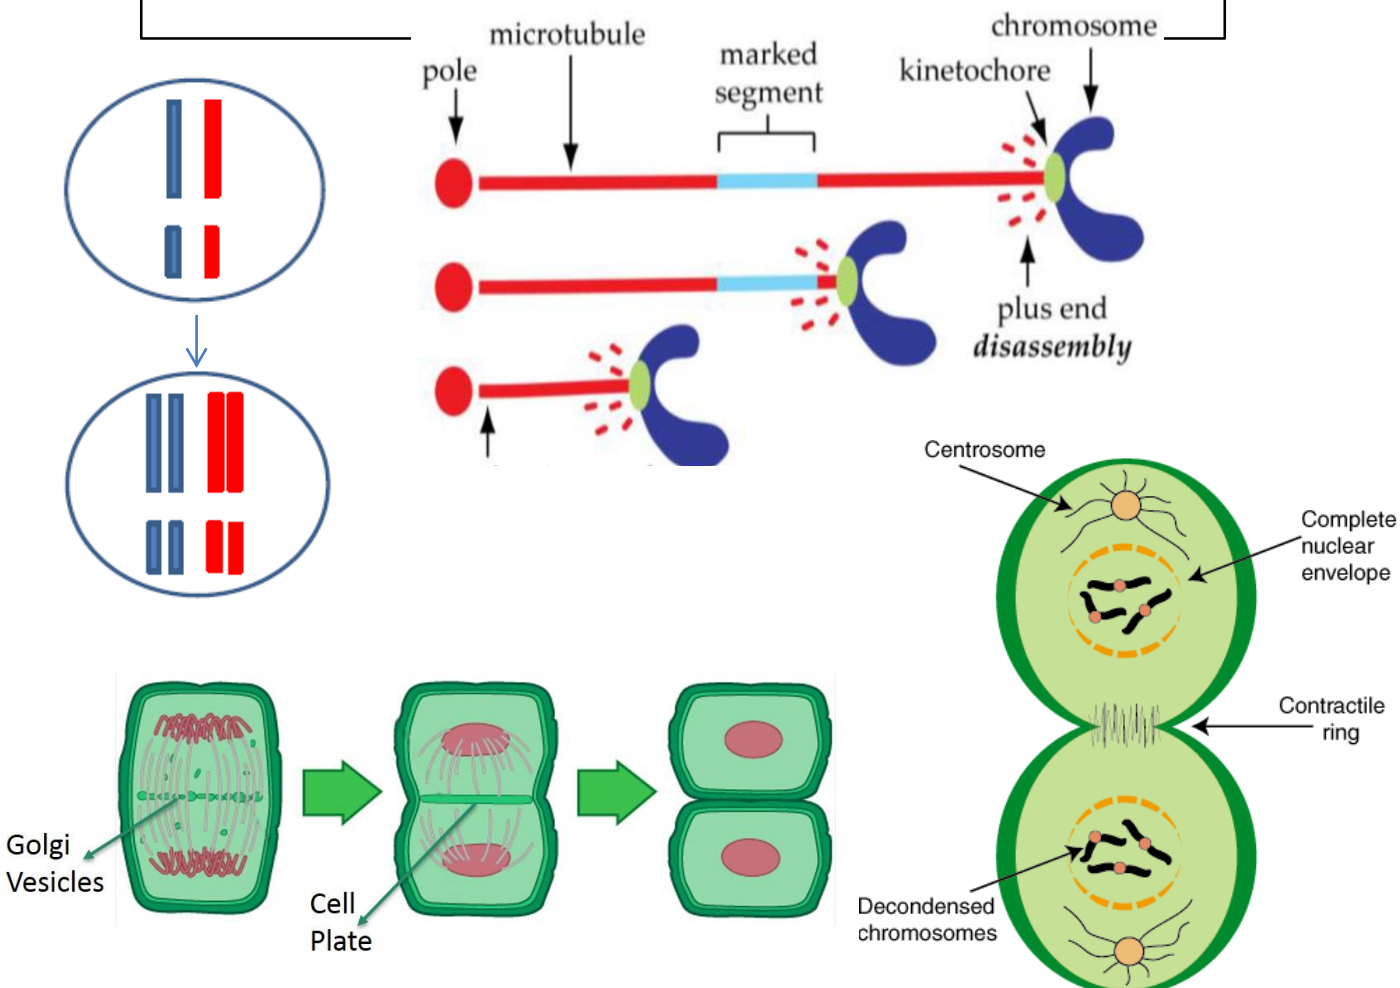 microtubule
pole
marked
segment
chromosome
kinetochore
plus end
disassembly
Centrosome
Complete
nuclear
envelope
Contractile
ring
Golgi
Vesicles
Cell
Plate
Decondensed
chromosomes